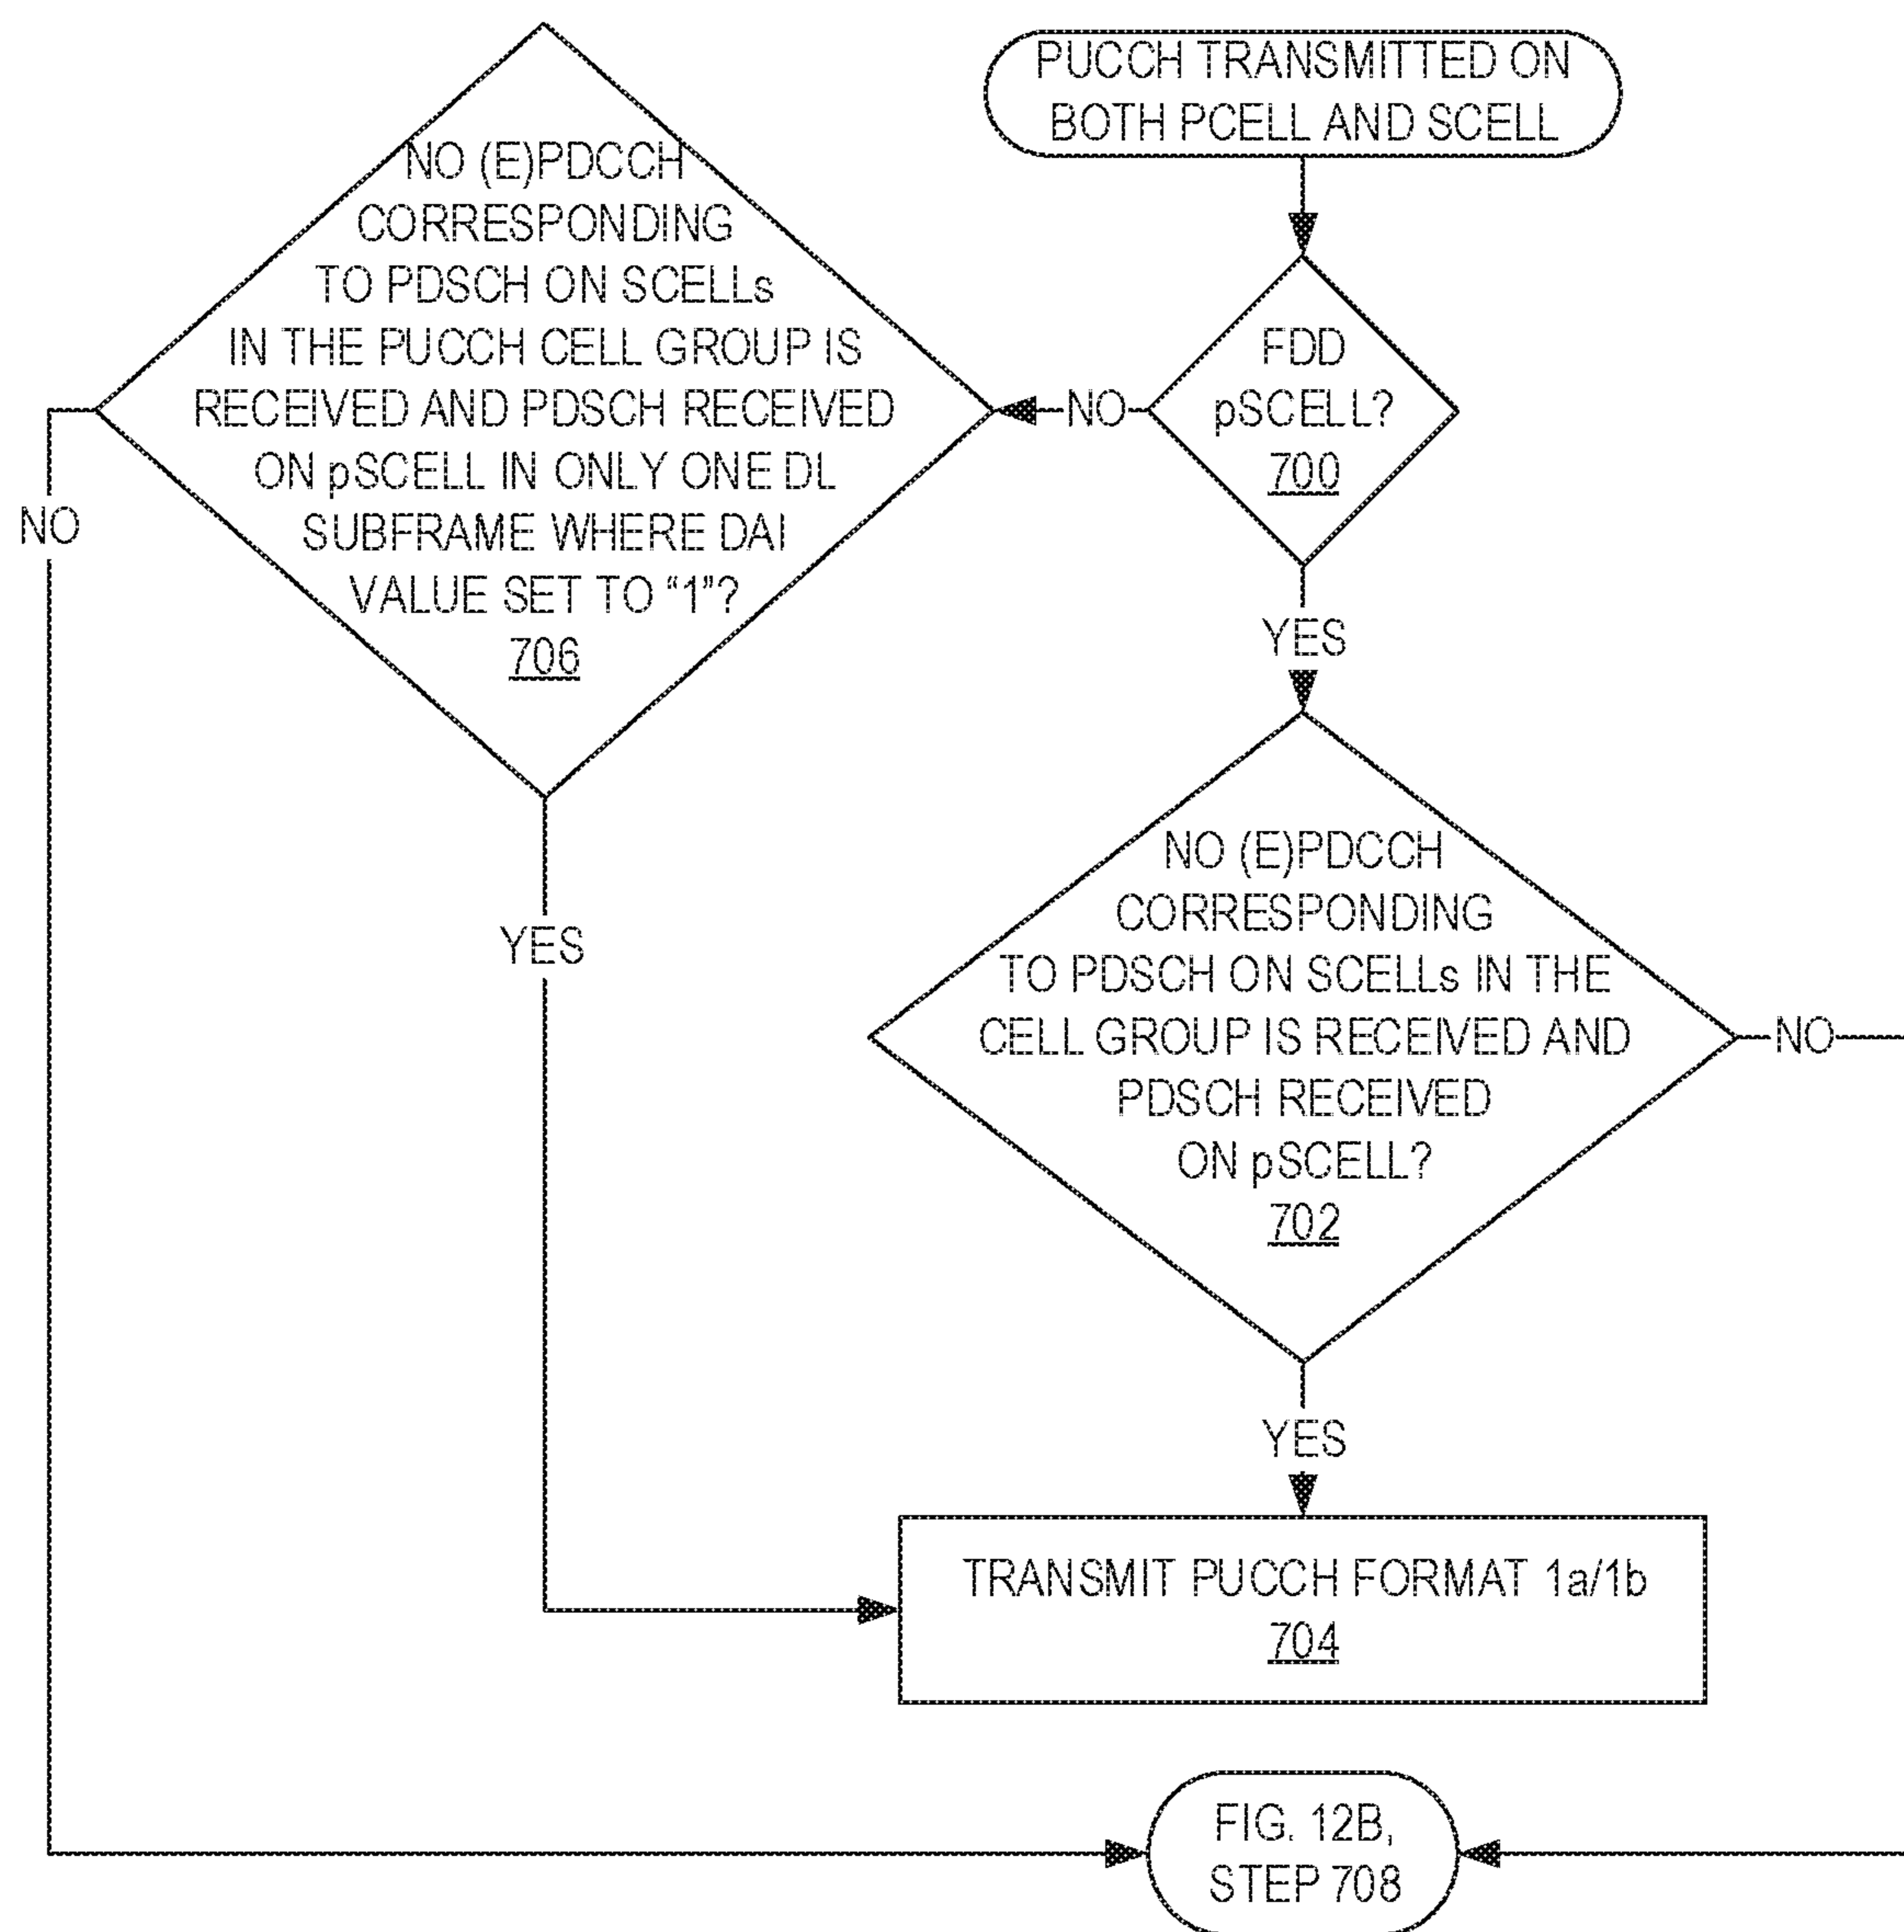 PUCCH TRANSMITTED ON
BOTH PCELL AND SCELL
FDD
pSCELL?
700
NO
YES
NO (E)PDCCH
CORRESPONDING
TO PDSCH ON SCELLs
IN THE PUCCH CELL GROUP IS
RECEIVED AND PDSCH RECEIVED
ON pSCELL IN ONLY ONE DL
SUBFRAME WHERE DAI
VALUE SET TO “1”?
706
NO
YES
NO (E)PDCCH
CORRESPONDING
TO PDSCH ON SCELLs IN THE
CELL GROUP IS RECEIVED AND
PDSCH RECEIVED
ON pSCELL?
702
NO
YES
TRANSMIT PUCCH FORMAT 1a/1b
704
FIG. 12B,
STEP 708